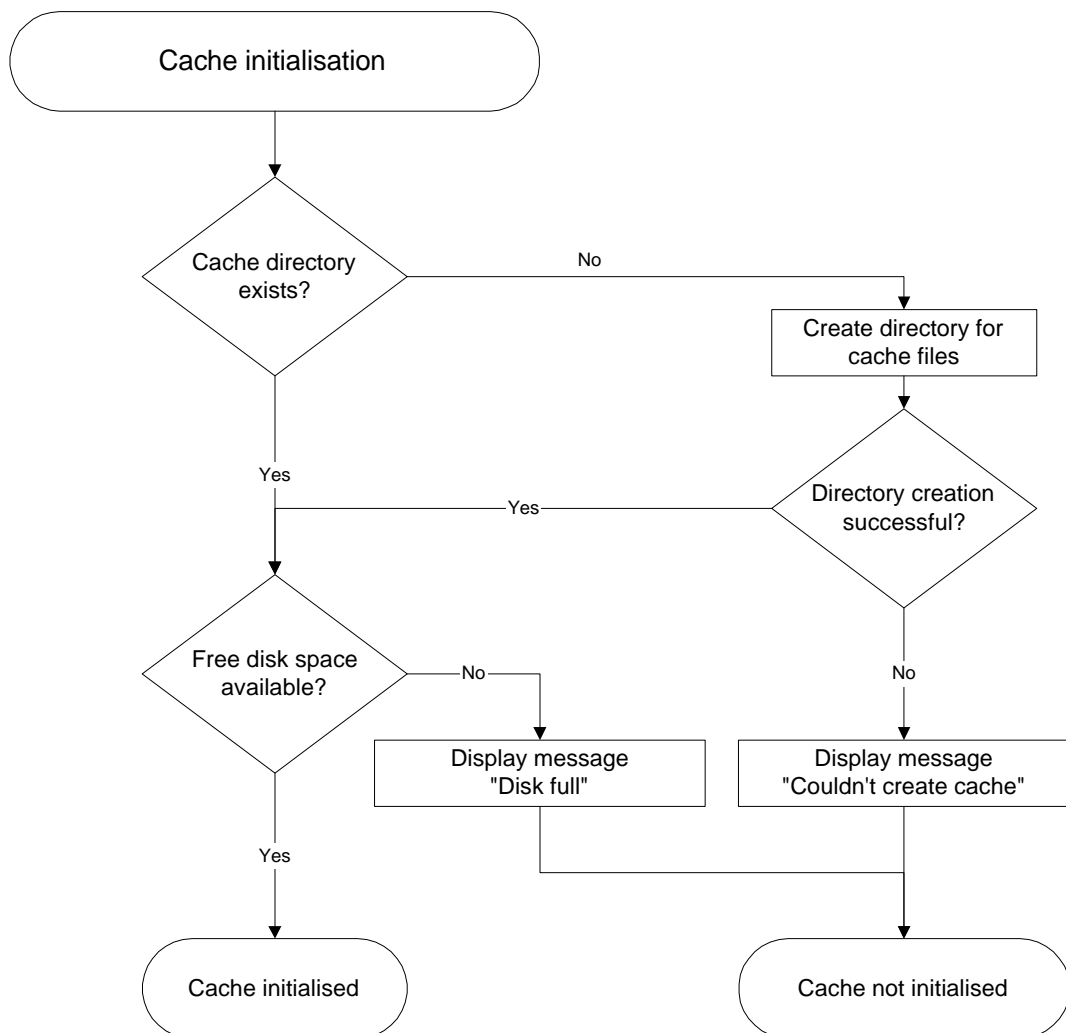 Cache initialisation
Cache directory
exists?
No
Create directory for
cache files
Yes
Directory creation
successful?
Yes
Free disk space
available?
No
No
Display message
"Disk full"
Display message
"Couldn't create cache"
Yes
Cache initialised
Cache not initialised